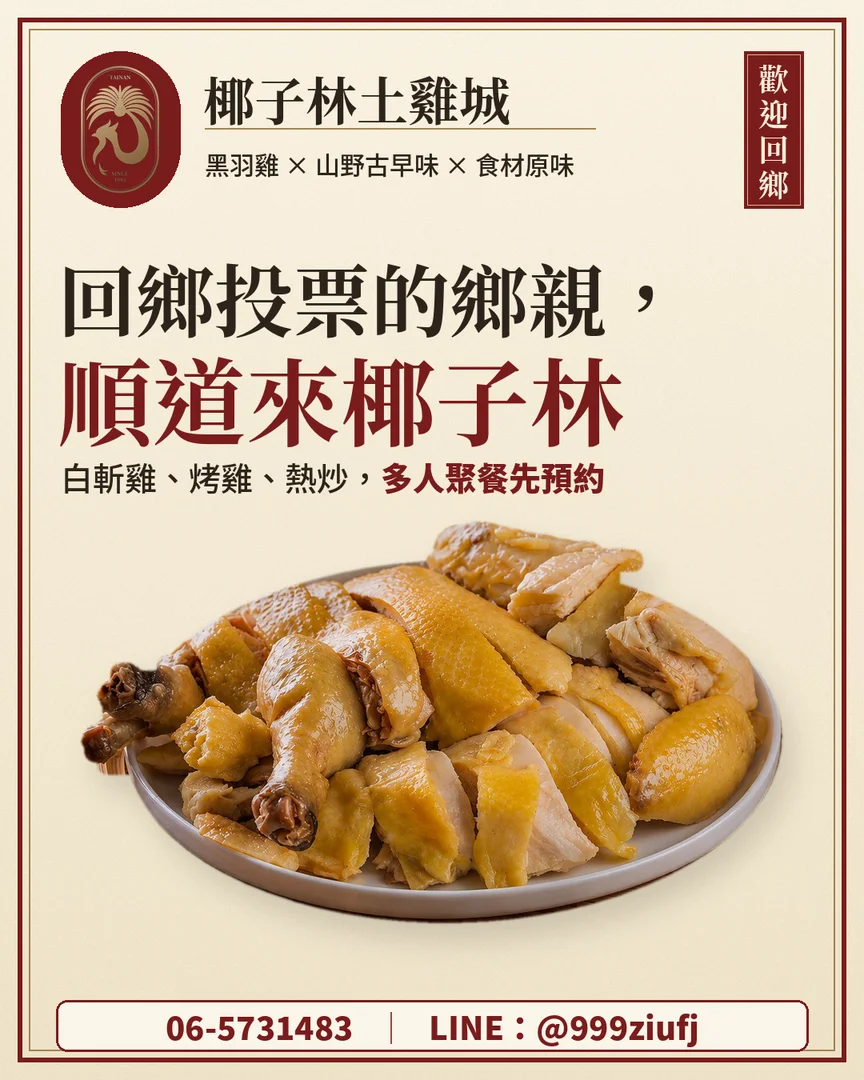 TAINAN
SINCE
椰子林土雞城
黑羽雞 × 山野古早味 × 食材原味
歡迎回鄉
回鄉投票的鄉親，
順道來椰子林
白斬雞、烤雞、熱炒，多人聚餐先預約
06-5731483 | LINE：@999ziufj